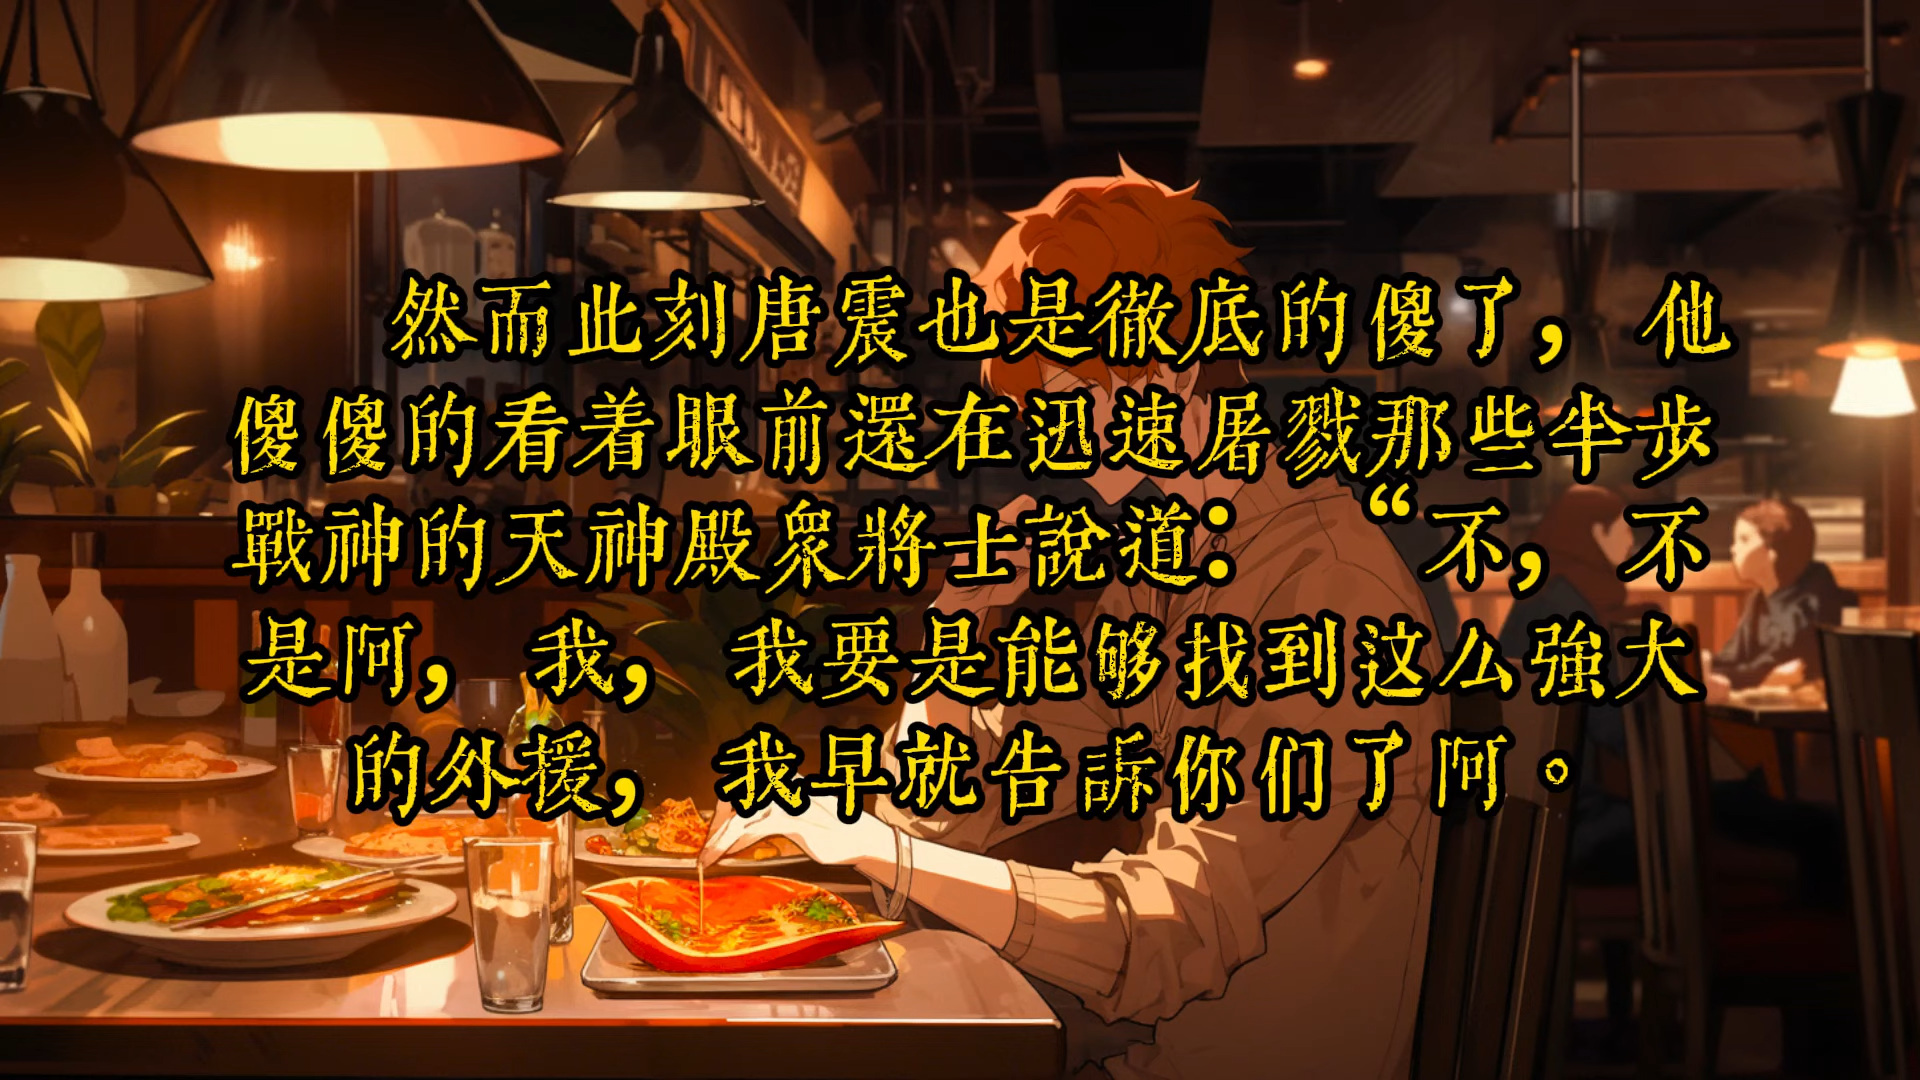 然而此刻唐震也是徹底的傻了，他
傻傻的看着眼前還在迅速屠戮那些半步
戰神的天神殿衆將士說道：“不，不
是阿，我，我要是能够找到这么強大
的外援，我早就告訴你们了阿。